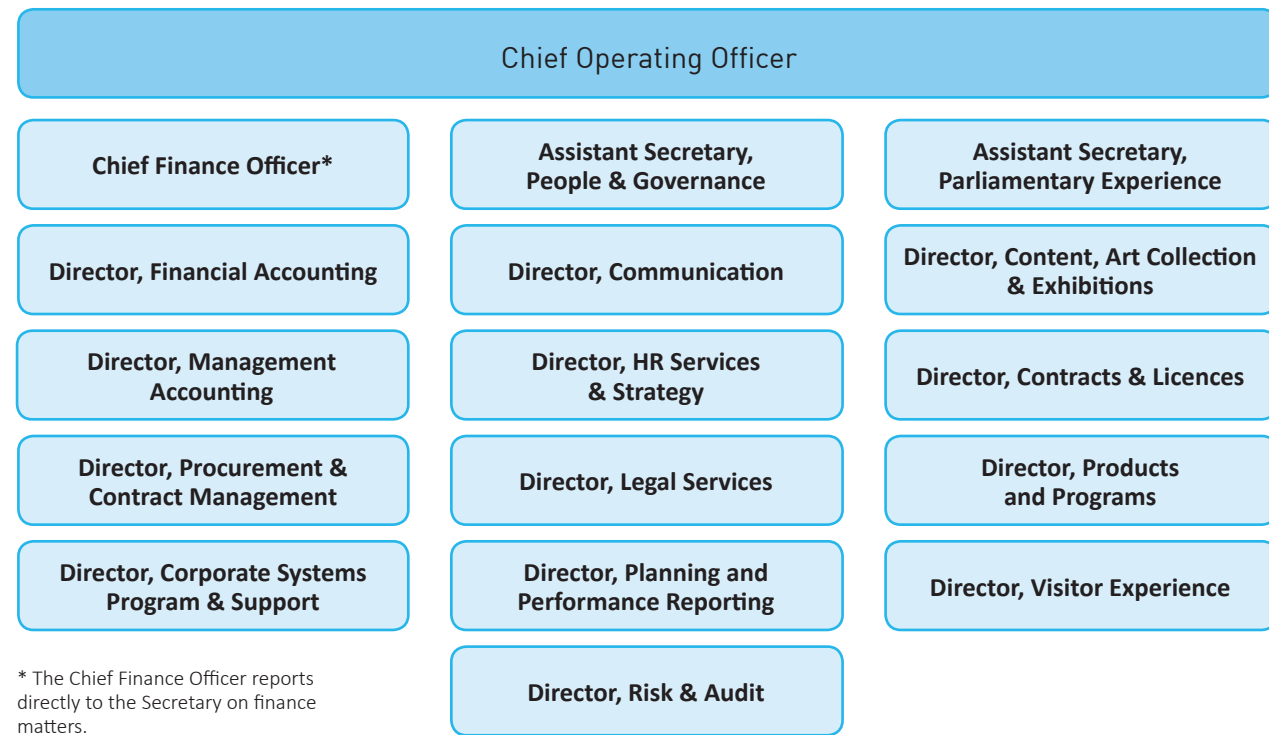 Chief Operating Officer
Chief Finance Officer*
Director, Financial Accounting
Director, Management
Accounting
Director, Procurement &
Contract Management
Director, Corporate Systems
Program & Support
* The Chief Finance Officer reports
directly to the Secretary on finance
matters.
Assistant Secretary,
People & Governance
Director, Communication
Director, HR Services
& Strategy
Director, Legal Services
Director, Planning and
Performance Reporting
Director, Risk & Audit
Assistant Secretary,
Parliamentary Experience
Director, Content, Art Collection
& Exhibitions
Director, Contracts & Licences
Director, Products
and Programs
Director, Visitor Experience